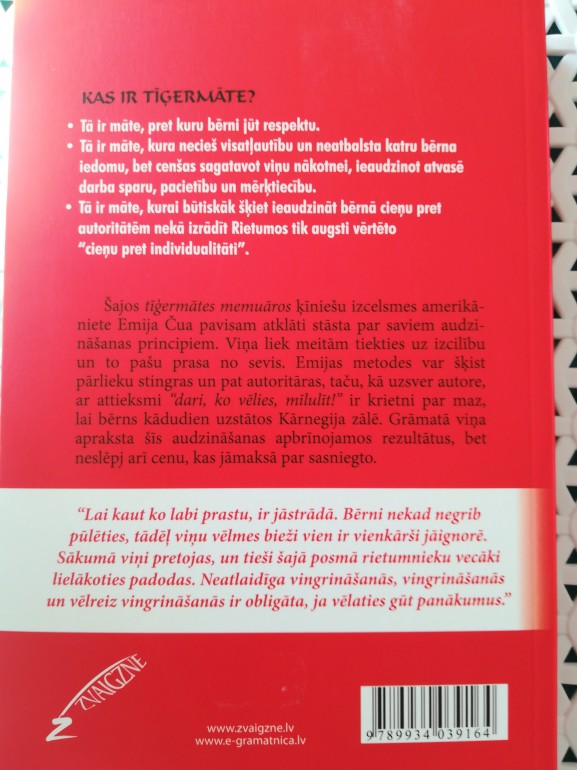 KAS IR TĪĢERMĀTE?
• Tā ir māte, pret kuru bērni jūt respektu.
• Tā ir māte, kura necieš visatļautību un neatbalsta katru bērna
iedomu, bet cenšas sagatavot viņu nākotnei, ieaudzinot atvasē
darba sparu, pacietību un mērķtiecību.
• Tā ir māte, kurai būtiskāk šķiet ieaudzināt bērnā cieņu pret
autoritātēm nekā izrādīt Rietumos tik augsti vērtēto
“cieņu pret individualitāti”.
Šajos tīģermātes memuāros ķīniešu izcelsmes amerikā-
niete Emija Čua pavisam atklāti stāsta par saviem audzi-
nāšanas principiem. Viņa liek meitām tiekties uz izcilību
un to pašu prasa no sevis. Emijas metodes var šķist
pārlieku stingras un pat autoritāras, taču, kā uzsver autore,
ar attieksmi “dari, ko vēlies, mīlulīt!” ir krietni par maz,
lai bērns kādudien uzstātos Kārnegija zālē. Grāmatā viņa
apraksta šīs audzināšanas apbrīnojamos rezultātus, bet
neslēpj arī cenu, kas jāmaksā par sasniegto.
“Lai kaut ko labi prastu, ir jāstrādā. Bērni nekad negrib
pūlēties, tādēļ viņu vēlmes bieži vien ir vienkārši jāignorē.
Sākumā viņi pretojas, un tieši šajā posmā rietumnieku vecāki
lielākoties padodas. Neatlaidīga vingrināšanās, vingrināšanās
un vēlreiz vingrināšanās ir obligāta, ja vēlaties gūt panākumus.”
ZVAIGZNE
www.zvaigzne.lv
www.e-gramatnica.lv
9 789934 039164